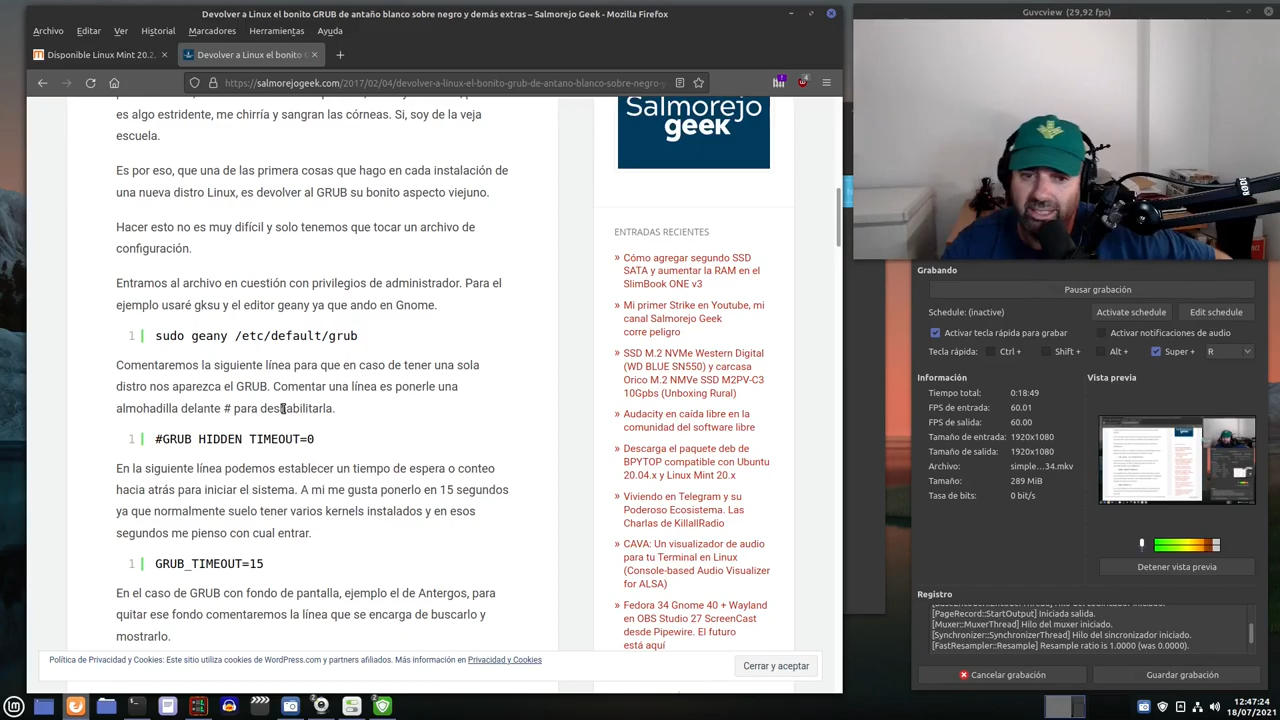 Devolver a Linux el bonito GRUB de antaño blanco sobre negro y demás extras – Salmorejo Geek - Mozilla Firefox
Archivo Editar Ver Historial Marcadores Herramientas Ayuda
Disponible Linux Mint 20.2,
Devolver a Linux el bonito G
https://salmorejogeek.com/2017/02/04/devolver-a-linux-el-bonito-grub-de-antano-blanco-sobre-negro-y-
es algo estridente, me chirría y sangran las córneas. Si, soy de la veja
escuela.
Es por eso, que una de las primera cosas que hago en cada instalación de
una nueva distro Linux, es devolver al GRUB su bonito aspecto viejuno.
Hacer esto no es muy difícil y solo tenemos que tocar un archivo de
configuración.
Entramos al archivo en cuestión con privilegios de administrador. Para el
ejemplo usaré gksu y el editor geany ya que ando en Gnome.
1 sudo geany /etc/default/grub
Comentaremos la siguiente línea para que en caso de tener una sola
distro nos aparezca el GRUB. Comentar una línea es ponerle una
almohadilla delante # para deshabilitarla.
1 #GRUB_HIDDEN_TIMEOUT=0
En la siguiente línea podemos establecer un tiempo de espera o conteo
hacia atrás para iniciar el sistema. A mi me gusta ponerlo en 15 segundos
ya que normalmente suelo tener varios kernels instalados y en esos
segundos me pienso con cual entrar.
1 GRUB_TIMEOUT=15
En el caso de GRUB con fondo de pantalla, ejemplo el de Antergos, para
quitar ese fondo comentaremos la línea que se encarga de buscarlo y
mostrarlo.
Salmorejo
geek
ENTRADAS RECIENTES
» Cómo agregar segundo SSD
SATA y aumentar la RAM en el
SlimBook ONE v3
» Mi primer Strike en Youtube, mi
canal Salmorejo Geek
corre peligro
» SSD M.2 NVMe Western Digital
(WD BLUE SN550) y carcasa
Orico M.2 NMVe SSD M2PV-C3
10Gpbs (Unboxing Rural)
» Audacity en caída libre en la
comunidad del software libre
» Descarga el paquete deb de
BPYTOP compatible con Ubuntu
20.04.x y Linux Mint 20.x
» Viviendo en Telegram y su
Poderoso Ecosistema. Las
Charlas de KillallRadio
» CAVA: Un visualizador de audio
para tu Terminal en Linux
(Console-based Audio Visualizer
for ALSA)
» Fedora 34 Gnome 40 + Wayland
en OBS Studio 27 ScreenCast
desde Pipewire. El futuro
está aquí
Política de Privacidad y Cookies: Este sitio utiliza cookies de WordPress.com y partners afiliados. Más información en Privacidad y Cookies
Cerrar y aceptar
Guvcview (29,92 fps)
RØDE
Grabando
Pausar grabación
Schedule: (inactive) Activate schedule Edit schedule
Activar tecla rápida para grabar Activar notificaciones de audio
Tecla rápida: Ctrl + Shift + Alt + Super + R
Información Vista previa
Tiempo total: 0:18:49
FPS de entrada: 60.01
FPS de salida: 60.00
Tamaño de entrada: 1920x1080
Tamaño de salida: 1920x1080
Archivo: simple...34.mkv
Tamaño: 289 MiB
Tasa de bits: 0 bit/s
Detener vista previa
Registro
[PageRecord::StartOutput] Iniciada salida.
[Muxer::MuxerThread] Hilo del muxer iniciado.
[Synchronizer::SynchronizerThread] Hilo del sincronizador iniciado.
[FastResampler::Resample] Resample ratio is 1.0000 (was 0.0000).
Cancelar grabación Guardar grabación
12:47:24
18/07/2021